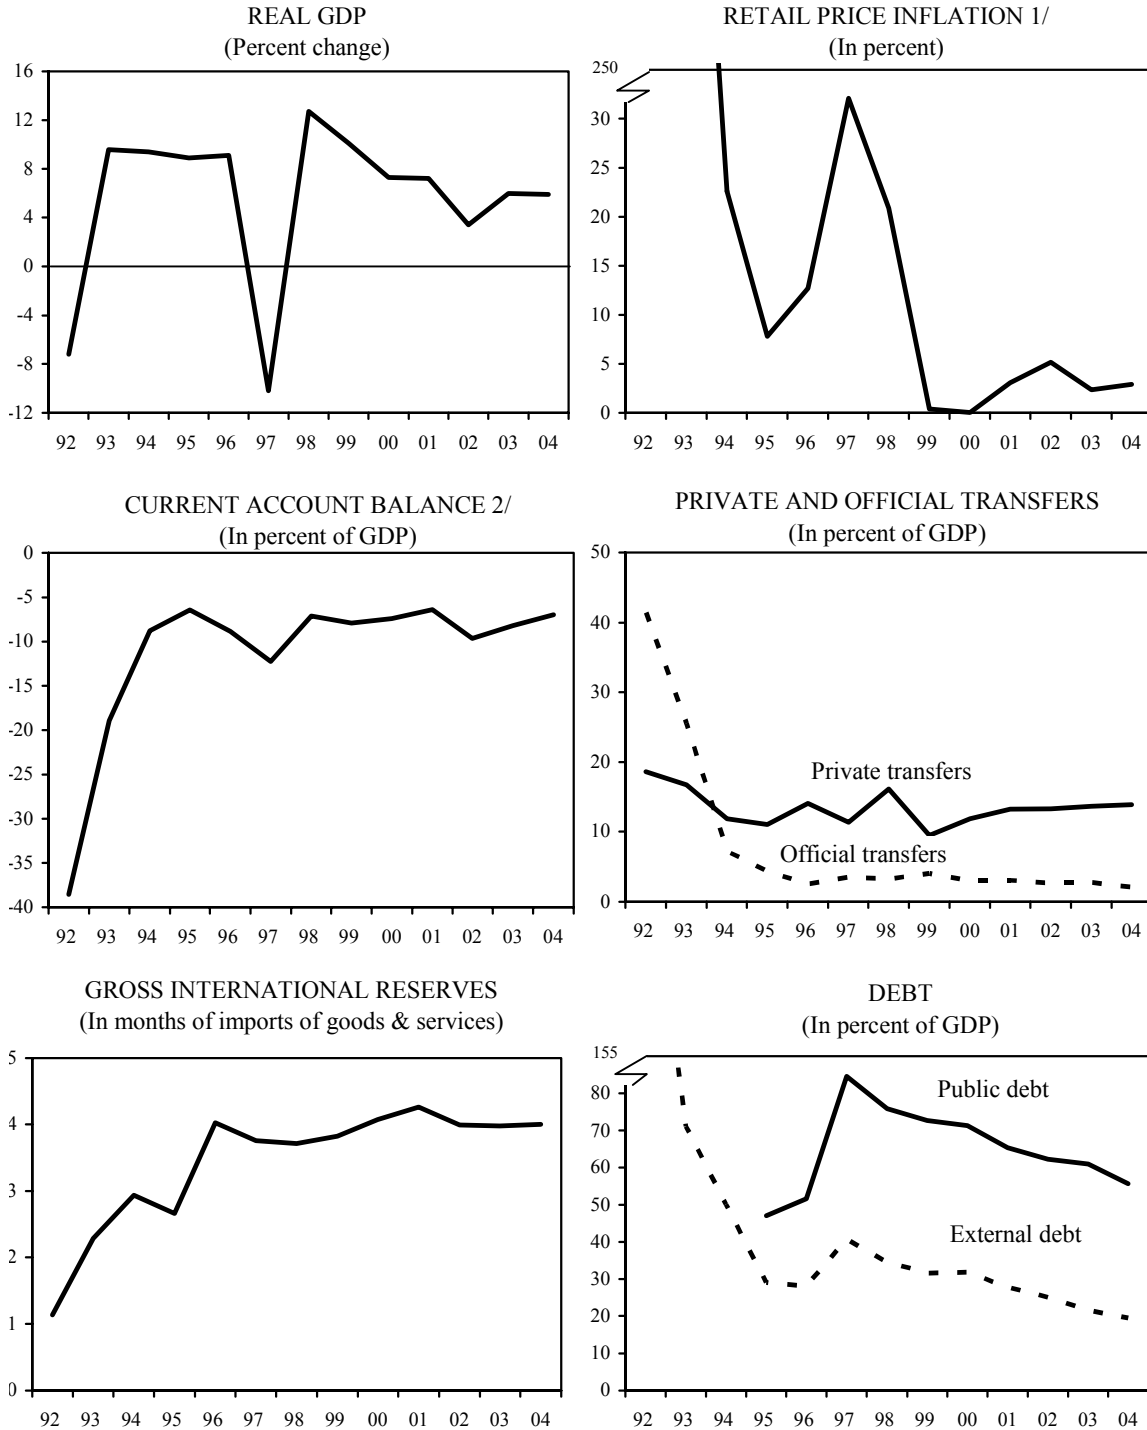 REAL GDP
(Percent change)
16
12
8
4
0
-4
-8
-12
92 93 94 95 96 97 98 99 00 01 02 03 04
RETAIL PRICE INFLATION 1/
(In percent)
250
30
25
20
15
10
5
0
92 93 94 95 96 97 98 99 00 01 02 03 04
CURRENT ACCOUNT BALANCE 2/
(In percent of GDP)
0
-5
-10
-15
-20
-25
-30
-35
-40
92 93 94 95 96 97 98 99 00 01 02 03 04
PRIVATE AND OFFICIAL TRANSFERS
(In percent of GDP)
50
40
30
20
10
0
Private transfers
Official transfers
92 93 94 95 96 97 98 99 00 01 02 03 04
GROSS INTERNATIONAL RESERVES
(In months of imports of goods & services)
5
4
3
2
1
0
92 93 94 95 96 97 98 99 00 01 02 03 04
DEBT
(In percent of GDP)
155
80
70
60
50
40
30
20
10
0
Public debt
External debt
92 93 94 95 96 97 98 99 00 01 02 03 04